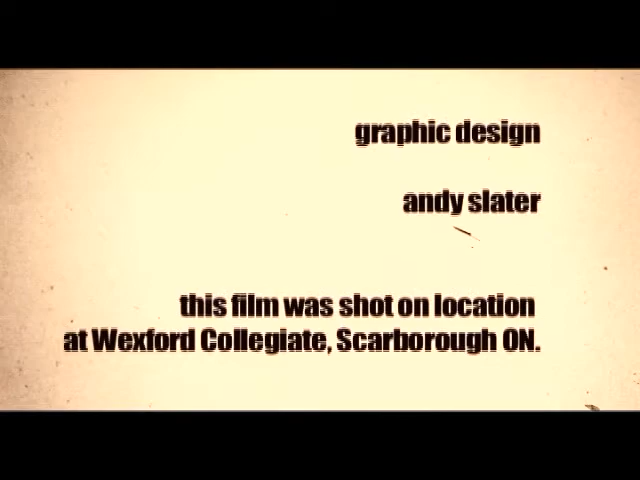 graphic design
andy slater
this film was shot on location
at Wexford Collegiate, Scarborough ON.